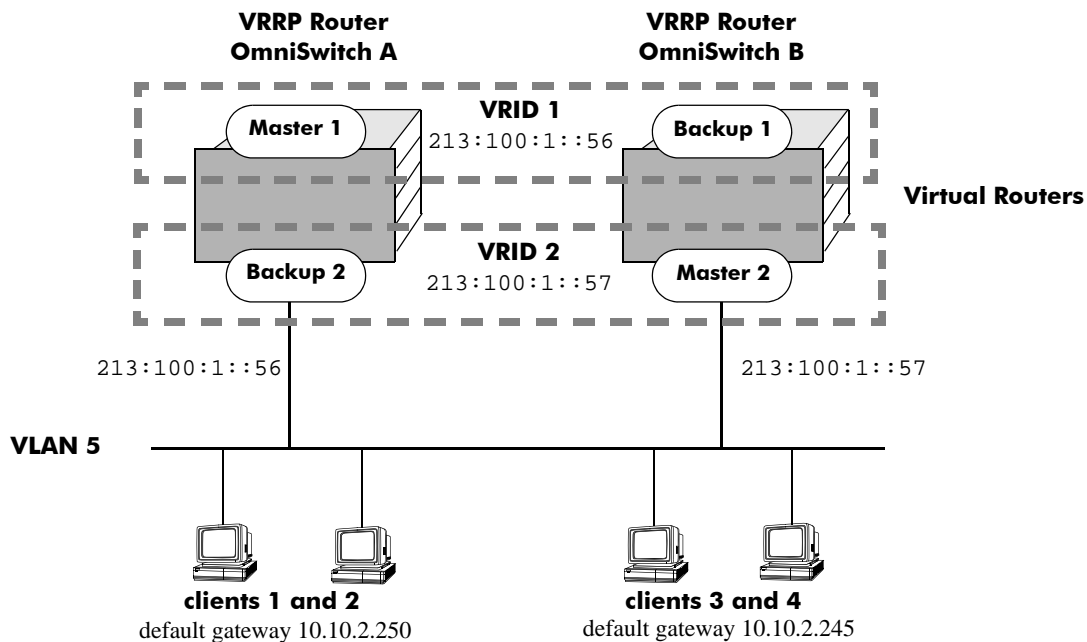 VRRP Router
OmniSwitch A
VRRP Router
OmniSwitch B
VRID 1
Master 1
Backup 1
213:100:1::56
Virtual Routers
VRID 2
Backup 2
Master 2
213:100:1::57
213:100:1::56
213:100:1::57
VLAN 5
clients 1 and 2
default gateway 10.10.2.250
clients 3 and 4
default gateway 10.10.2.245